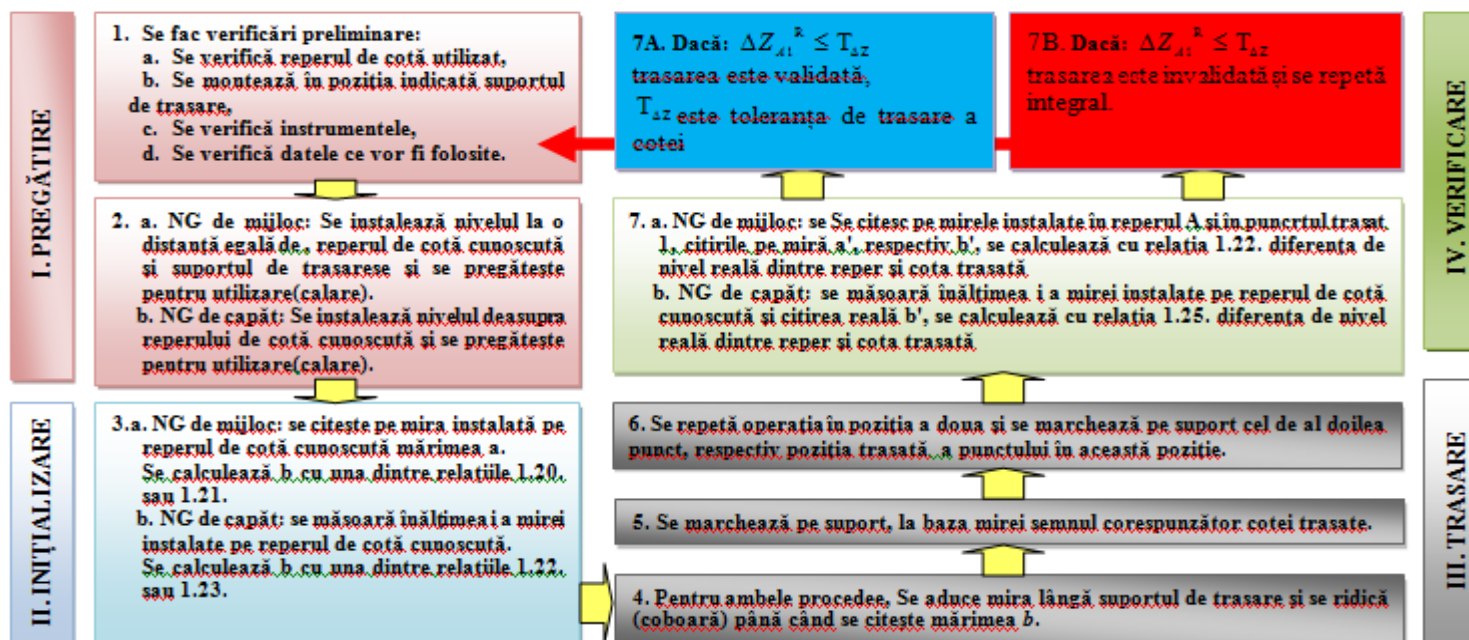 I. PREGĂTIRE
1. Se fac verificări preliminare:
a. Se verifică reperul de cotă utilizat,
b. Se montează în poziția indicată suportul
de trasare,
c. Se verifică instrumentele,
d. Se verifică datele ce vor fi folosite.
2. a. NG de mijloc: Se instalează nivelul la o
distanță egală de , reperul de cotă cunoscută
și suportul de trasarese și se pregătește
pentru utilizare(calare).
b. NG de capăt: Se instalează nivelul deasupra
reperului de cotă cunoscută și se pregătește
pentru utilizare(calare).
II. INIȚIALIZARE
3.a. NG de mijloc: se citește pe mira instalată pe
reperul de cotă cunoscută mărimea a.
Se calculează b cu una dintre relațiile 1.20,
sau 1.21.
b. NG de capăt: se măsoară înălțimea i a mirei
instalate pe reperul de cotă cunoscută.
Se calculează b cu una dintre relațiile 1.22,
sau 1.23.
III. TRASARE
4. Pentru ambele procedee, Se aduce mira lângă suportul de trasare și se ridică
(coboară) până când se citește mărimea b.
5. Se marchează pe suport, la baza mirei semnul corespunzător cotei trasate.
6. Se repetă operația în poziția a doua și se marchează pe suport cel de al doilea
punct, respectiv poziția trasată, a punctului în această poziție.
IV. VERIFICARE
7. a. NG de mijloc: se Se citesc pe mirele instalate în reperul A și în puncrtul trasat
1, citirile pe miră a', respectiv b', se calculează cu relația 1.22. diferența de
nivel reală dintre reper și cota trasată
b. NG de capăt: se măsoară înălțimea i a mirei instalate pe reperul de cotă
cunoscută și citirea reală b', se calculează cu relația 1.25. diferența de nivel
reală dintre reper și cota trasată
7A. Dacă: ΔZ_{A1}^{R} ≤ T_{ΔZ}
trasarea este validată,
T_{ΔZ} este toleranța de trasare a
cotei
7B. Dacă: ΔZ_{A1}^{R} ≤ T_{ΔZ}
trasarea este invalidată și se repetă
integral.